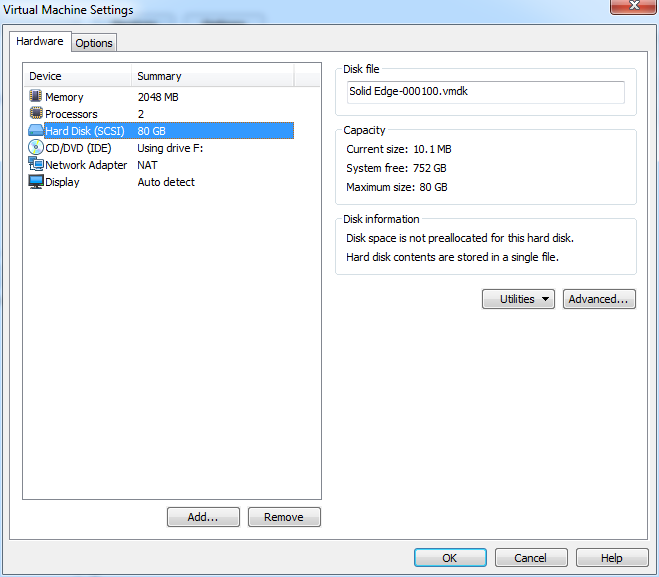 Virtual Machine Settings
Hardware
Options
Device Summary
Memory 2048 MB
Processors 2
Hard Disk (SCSI) 80 GB
CD/DVD (IDE) Using drive F:
Network Adapter NAT
Display Auto detect
Add...
Remove
Disk file
Solid Edge-000100.vmdk
Capacity
Current size: 10.1 MB
System free: 752 GB
Maximum size: 80 GB
Disk information
Disk space is not preallocated for this hard disk.
Hard disk contents are stored in a single file.
Utilities
Advanced...
OK
Cancel
Help